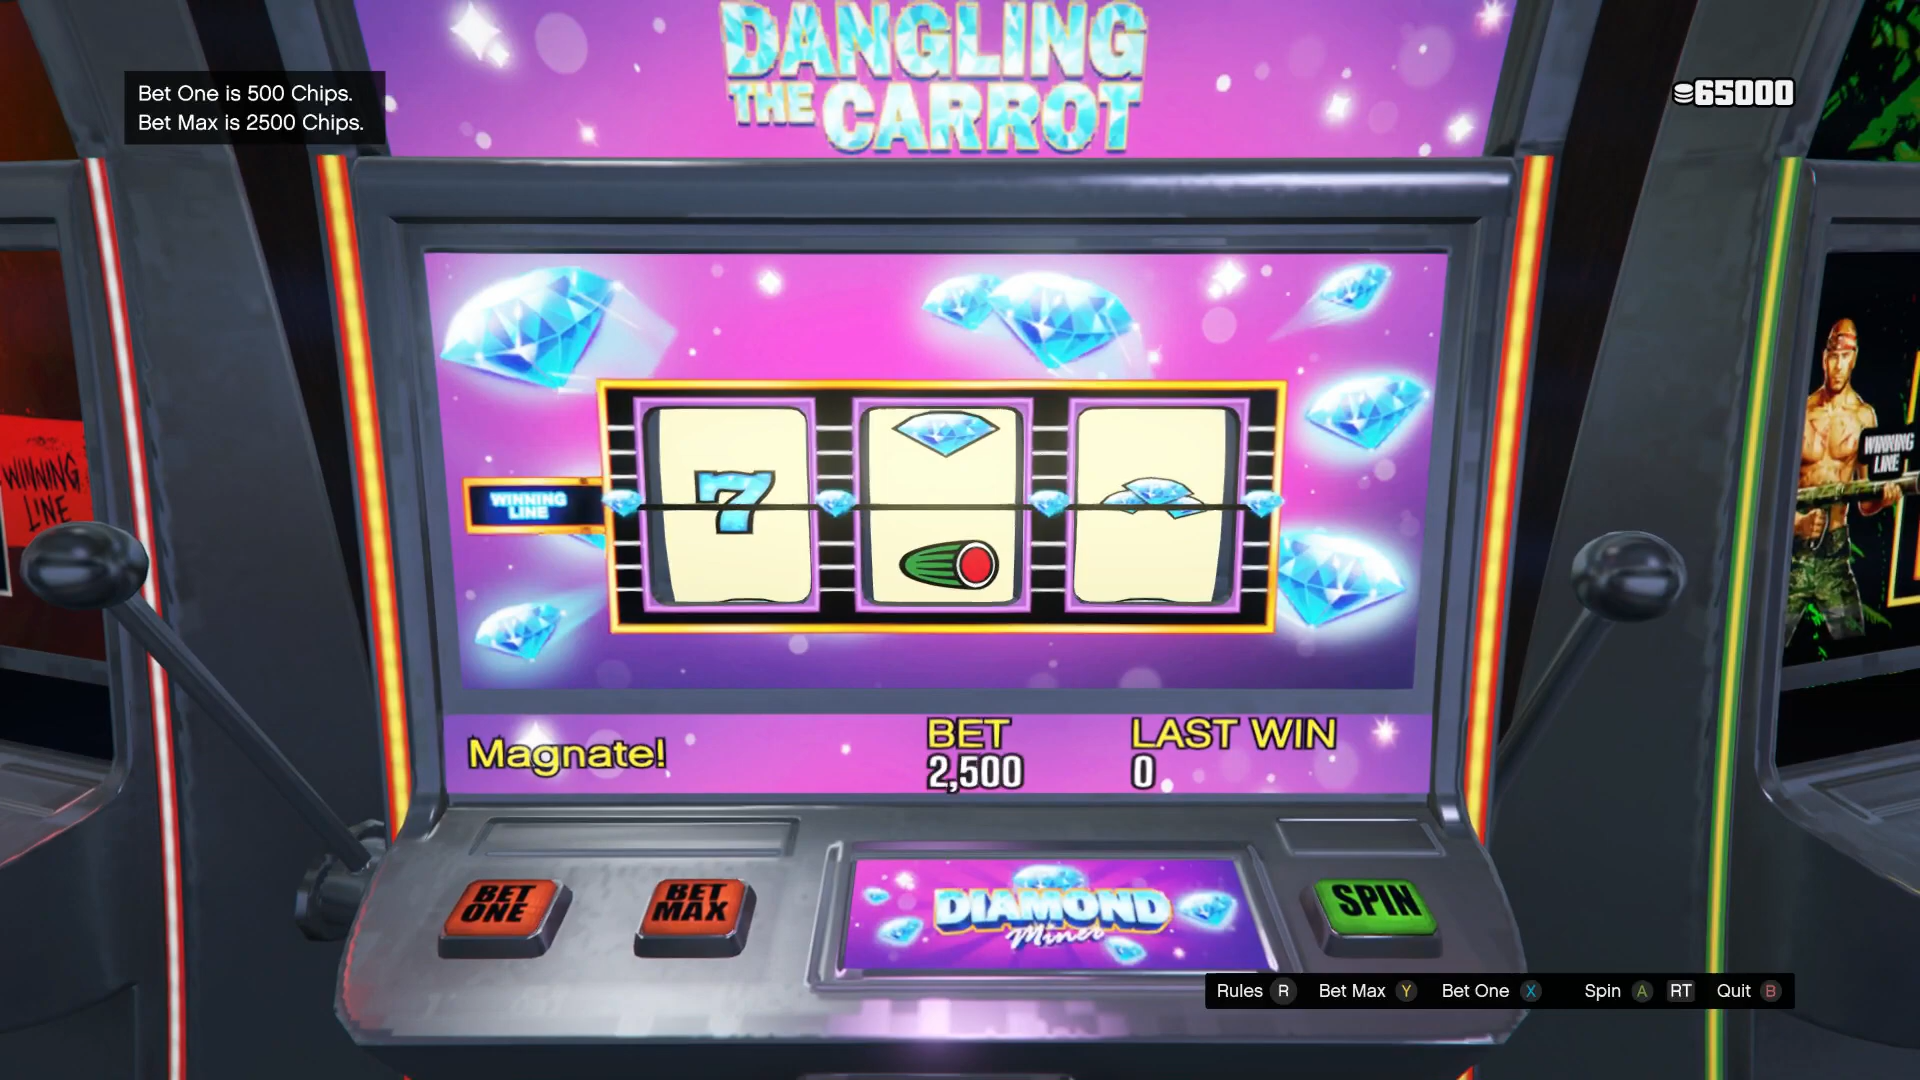 DANGLING
THE CARROT
Bet One is 500 Chips.
Bet Max is 2500 Chips.
65000
WINNING
LINE
WINNING
LINE
WINNING
LINE
7
Magnate!
BET
2,500
LAST WIN
0
BET
ONE
BET
MAX
DIAMOND
Miner
SPIN
Rules R Bet Max Y Bet One X Spin A RT Quit B